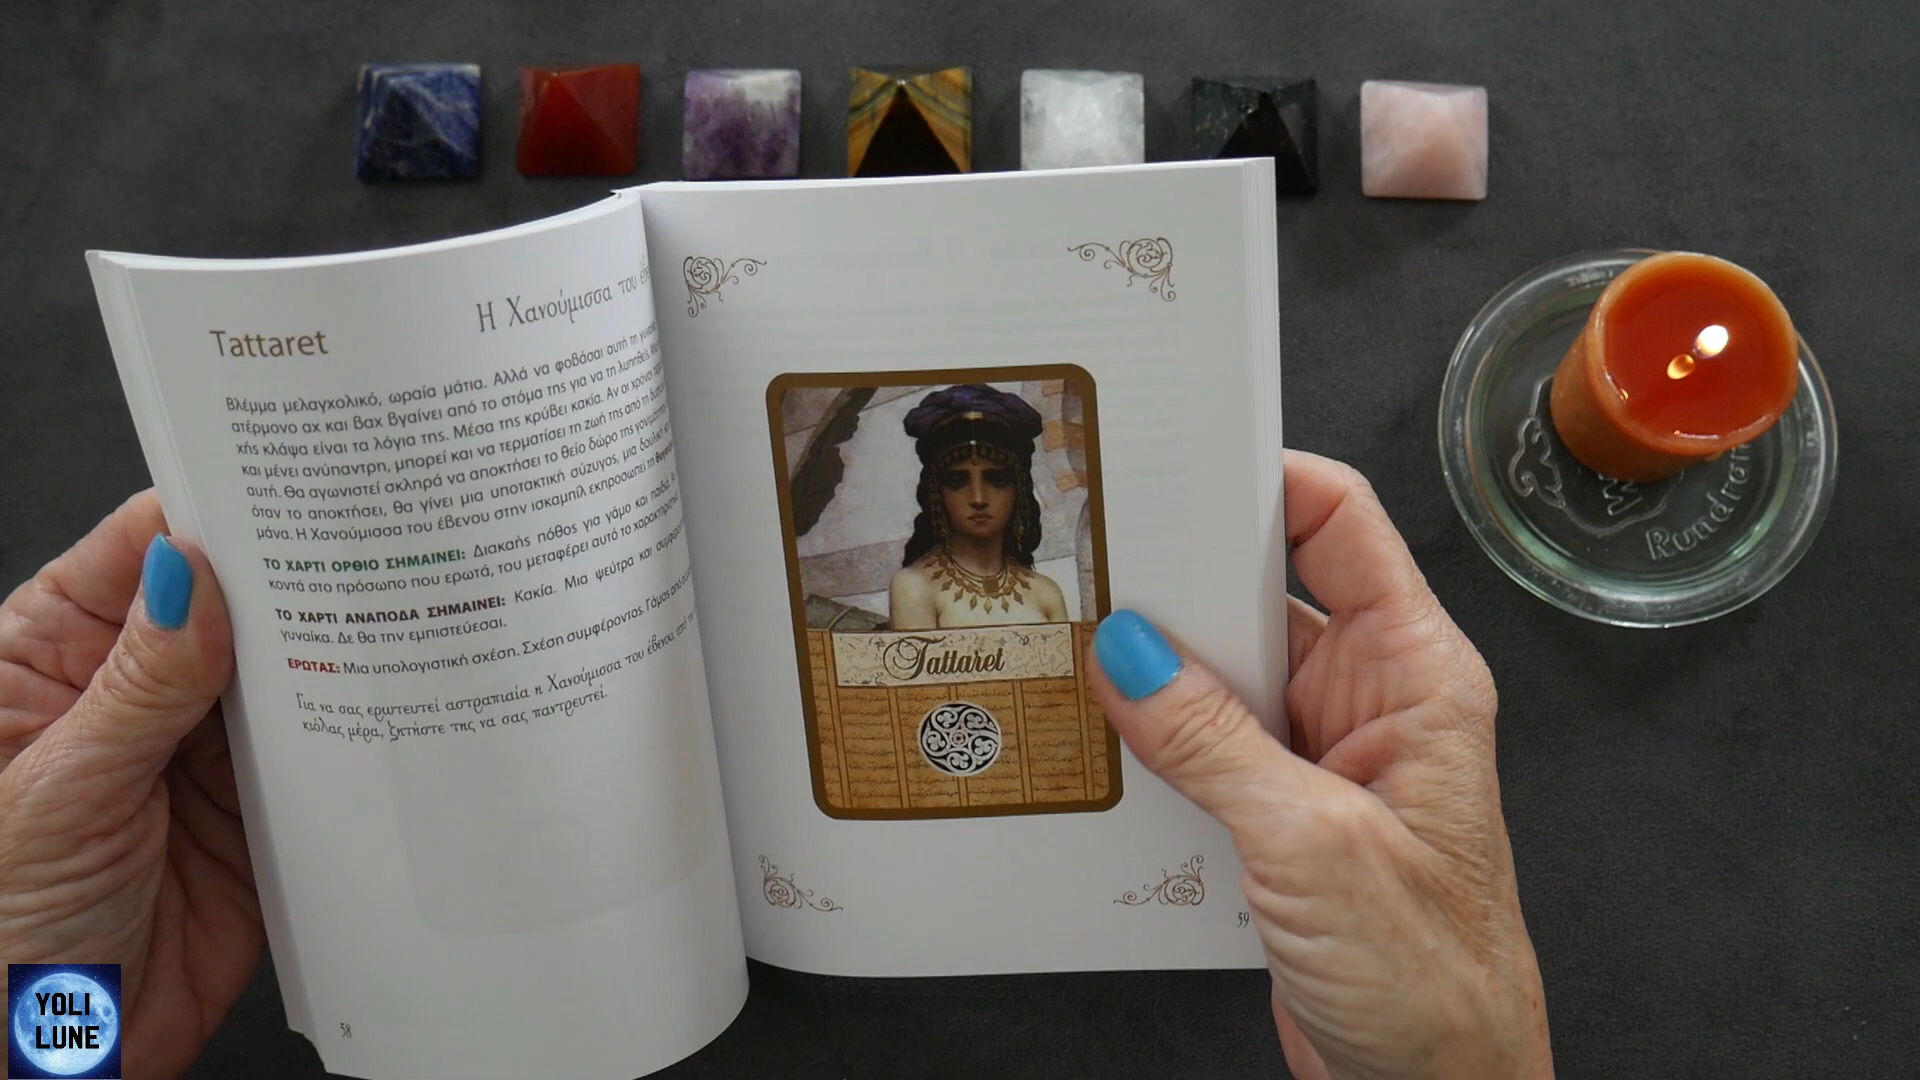 Tattaret
Η Χανούμισσα του
Βλέμμα μελαγχολικό, ωραία μάτια. Αλλά να φοβάσαι αυτή τη
ατέρμονο αχ και βαχ βγαίνει από το στόμα της για να τη λυπηθείς.
χής κλάψα είναι τα λόγια της. Μέσα της κρύβει κακία. Αν οι χρόνοι
και μένει ανύπαντρη, μπορεί και να τερματίσει τη ζωή της από τη
αυτή. Θα αγωνιστεί σκληρά να αποκτήσει το θείο δώρο της
όταν το αποκτήσει, θα γίνει μια υποτακτική σύζυγος, μια δουλική
μάνα. Η Χανούμισσα του έβενου στην ισκαμπίλ εκπροσωπεί τη
ΤΟ ΧΑΡΤΙ ΟΡΘΙΟ ΣΗΜΑΙΝΕΙ: Διακαής πόθος για γάμο και παιδιά.
κοντά στο πρόσωπο που ερωτά, του μεταφέρει αυτό το
ΤΟ ΧΑΡΤΙ ΑΝΑΠΟΔΑ ΣΗΜΑΙΝΕΙ: Κακία. Μια ψεύτρα και
γυναίκα. Δε θα την εμπιστεύεσαι.
ΕΡΩΤΑΣ: Μια υπολογιστική σχέση. Σχέση συμφέροντος. Γάμος από
Για να σας ερωτευτεί αστραπιαία η Χανούμισσα του έβενου, από
κιόλας μέρα, ζητήστε της να σας παντρευτεί.
58
Tattaret
59
YOLI
LUNE